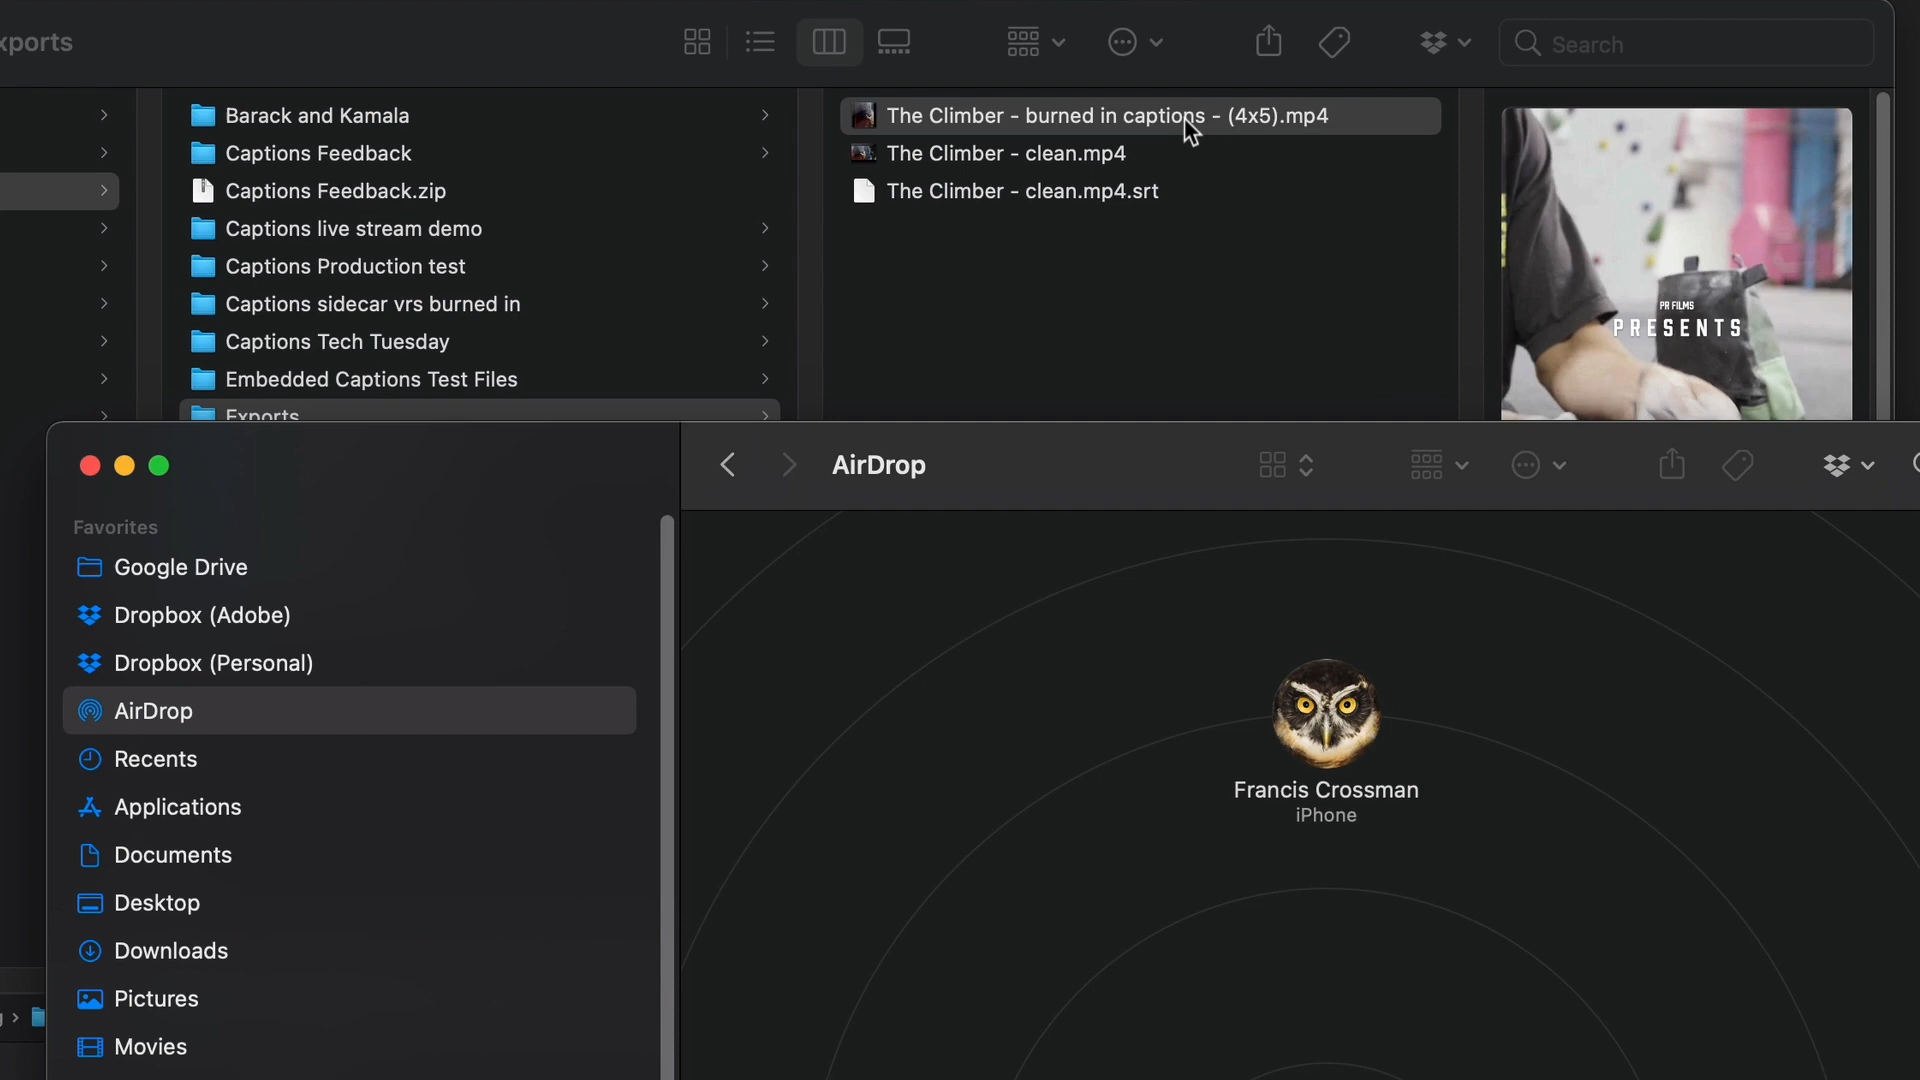 xports
Search
Barack and Kamala
Captions Feedback
Captions Feedback.zip
Captions live stream demo
Captions Production test
Captions sidecar vrs burned in
Captions Tech Tuesday
Embedded Captions Test Files
Exports
The Climber - burned in captions - (4x5).mp4
The Climber - clean.mp4
The Climber - clean.mp4.srt
PR FILMS
PRESENTS
AirDrop
Favorites
Google Drive
Dropbox (Adobe)
Dropbox (Personal)
AirDrop
Recents
Applications
Documents
Desktop
Downloads
Pictures
Movies
Francis Crossman
iPhone